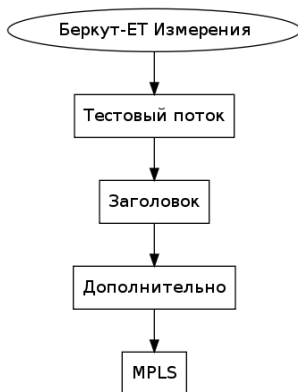 Беркут-ET Измерения
Тестовый поток
Заголовок
Дополнительно
MPLS